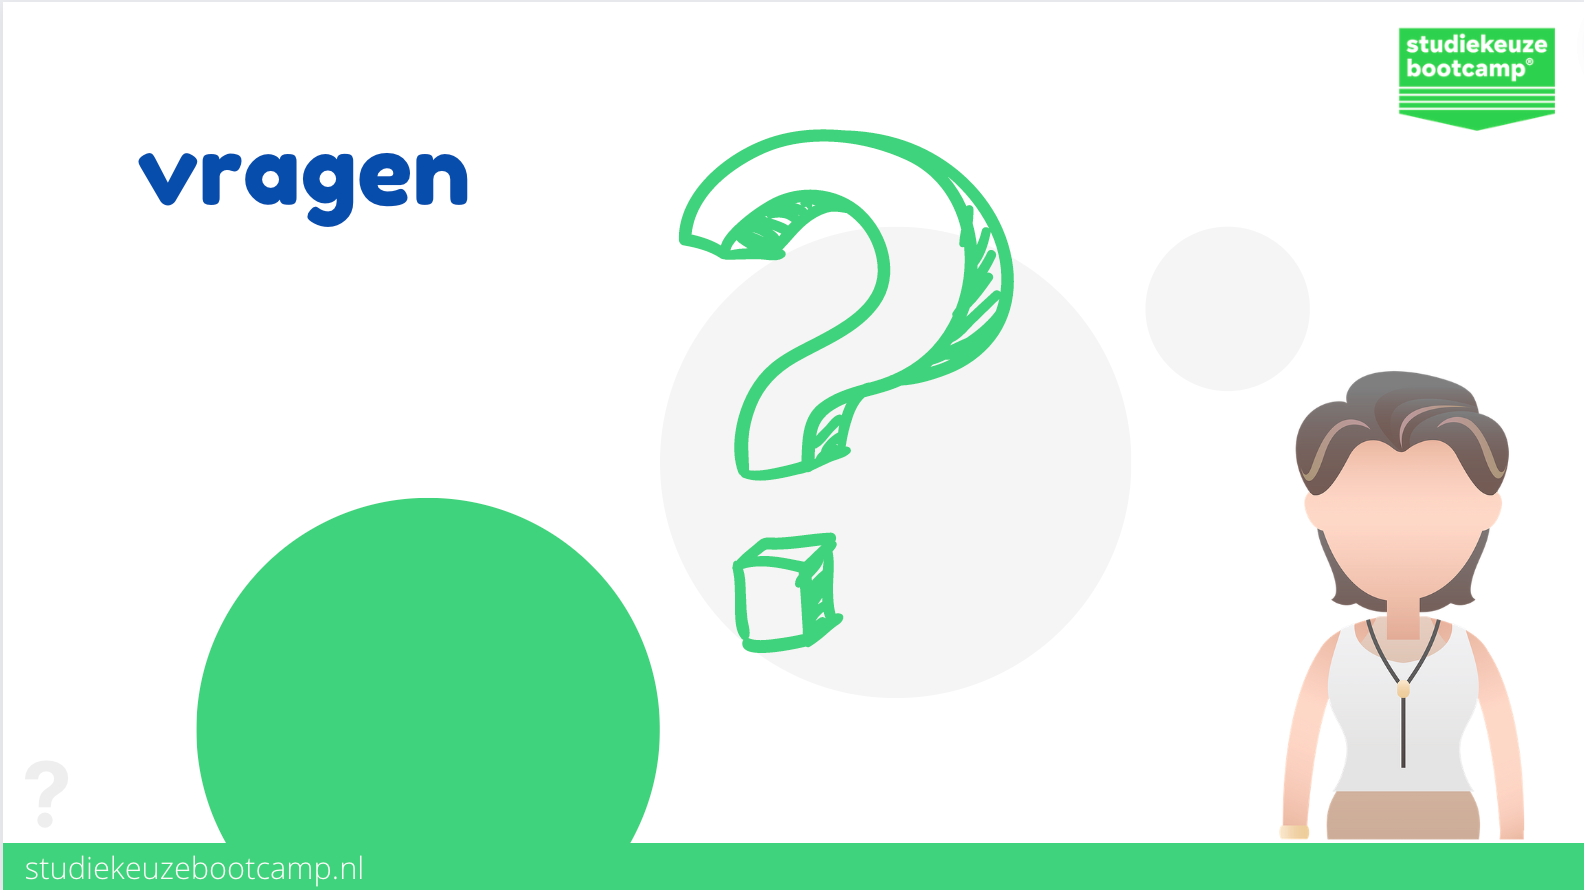 studiekeuze
bootcamp®
vragen
?
?
studiekeuzebootcamp.nl